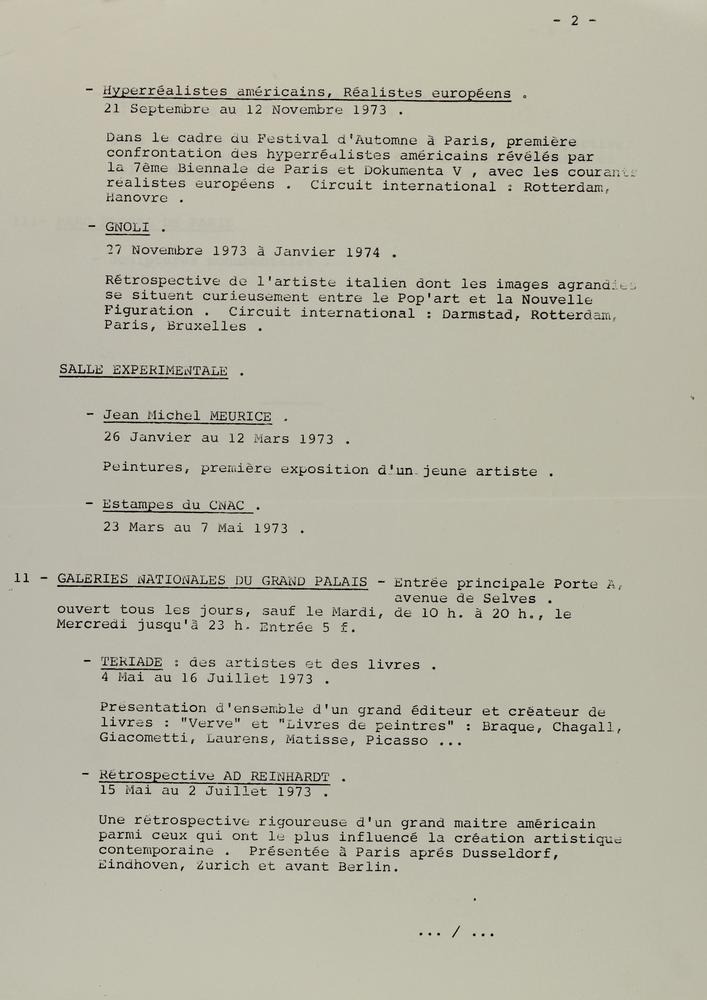 - 2 -
- Hyperréalistes américains, Réalistes européens .
21 Septembre au 12 Novembre 1973 .
Dans le cadre du Festival d'Automne à Paris, première
confrontation des hyperréalistes américains révélés par
la 7ème Biennale de Paris et Dokumenta V , avec les courants
réalistes européens . Circuit international : Rotterdam,
Hanovre .
- GNOLI .
27 Novembre 1973 à Janvier 1974 .
Rétrospective de l'artiste italien dont les images agrandies
se situent curieusement entre le Pop'art et la Nouvelle
Figuration . Circuit international : Darmstad, Rotterdam,
Paris, Bruxelles .
SALLE EXPERIMENTALE .
- Jean Michel MEURICE .
26 Janvier au 12 Mars 1973 .
Peintures, première exposition d'un jeune artiste .
- Estampes du CNAC .
23 Mars au 7 Mai 1973 .
11 - GALERIES NATIONALES DU GRAND PALAIS - Entrée principale Porte A,
avenue de Selves .
ouvert tous les jours, sauf le Mardi, de 10 h. à 20 h., le
Mercredi jusqu'à 23 h. Entrée 5 f.
- TERIADE : des artistes et des livres .
4 Mai au 16 Juillet 1973 .
Présentation d'ensemble d'un grand éditeur et créateur de
livres : "Verve" et "Livres de peintres" : Braque, Chagall,
Giacometti, Laurens, Matisse, Picasso ...
- Rétrospective AD REINHARDT .
15 Mai au 2 Juillet 1973 .
Une rétrospective rigoureuse d'un grand maitre américain
parmi ceux qui ont le plus influencé la création artistique
contemporaine . Présentée à Paris aprés Dusseldorf,
Eindhoven, Zurich et avant Berlin.
... / ...